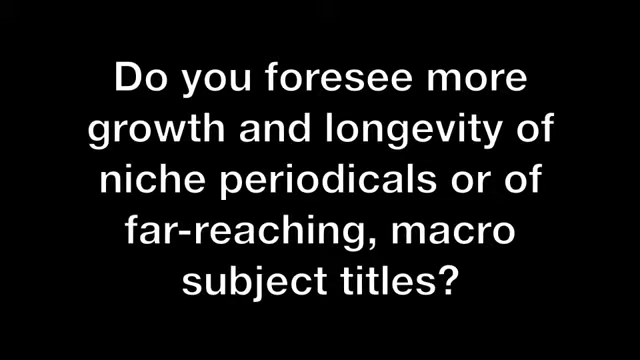 Do you foresee more
growth and longevity of
niche periodicals or of
far-reaching, macro
subject titles?